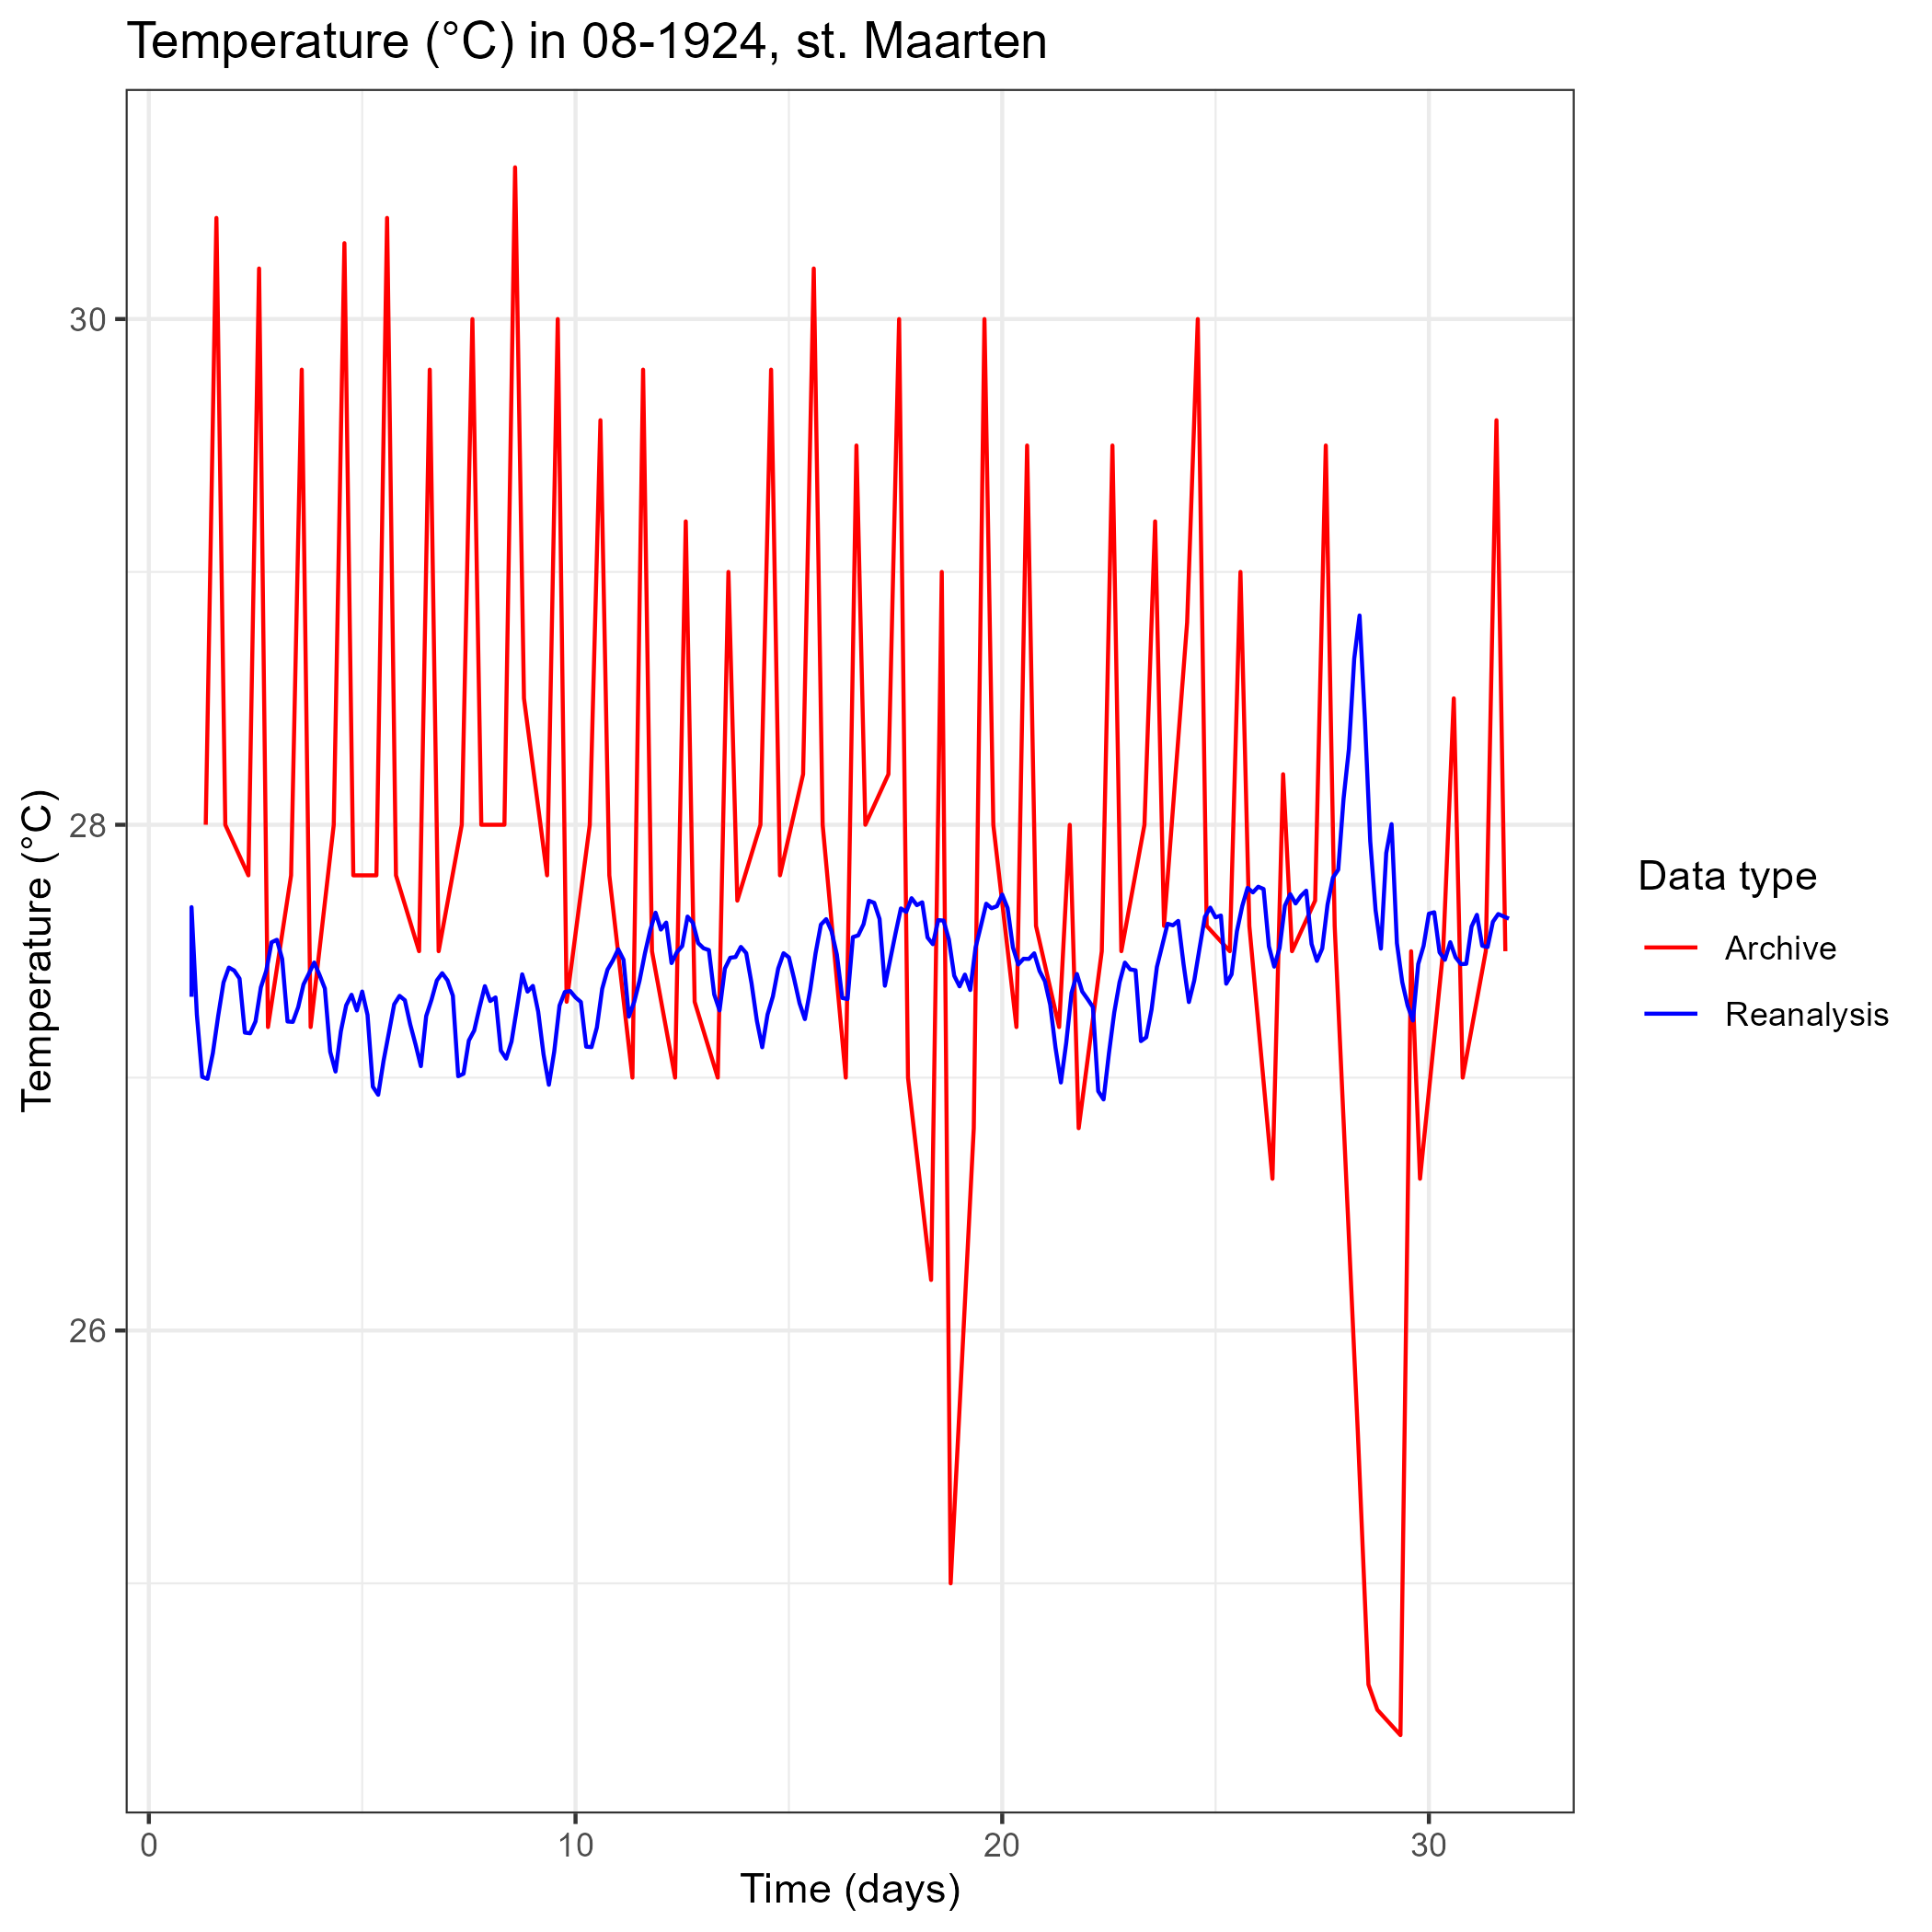 Temperature (°C) in 08-1924, st. Maarten
30
28
26
Temperature (°C)
0 10 20 30
Time (days)
Data type
Archive
Reanalysis